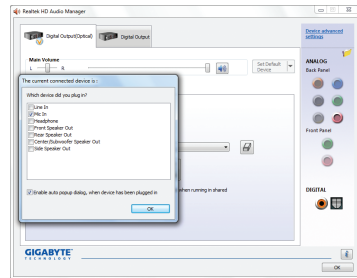 Realtek HD Audio Manager
Digital Output(Optical)
Digital Output
Device advanced settings
Main Volume
L
R
Set Default Device
ANALOG
Back Panel
The current connected device is :
Which device did you plug in?
Line In
Mic In
Headphone
Front Speaker Out
Rear Speaker Out
Center/Subwoofer Speaker Out
Side Speaker Out
Front Panel
Enable auto popup dialog, when device has been plugged in
when running in shared
DIGITAL
OK
GIGABYTE
TECHNOLOGY
OK